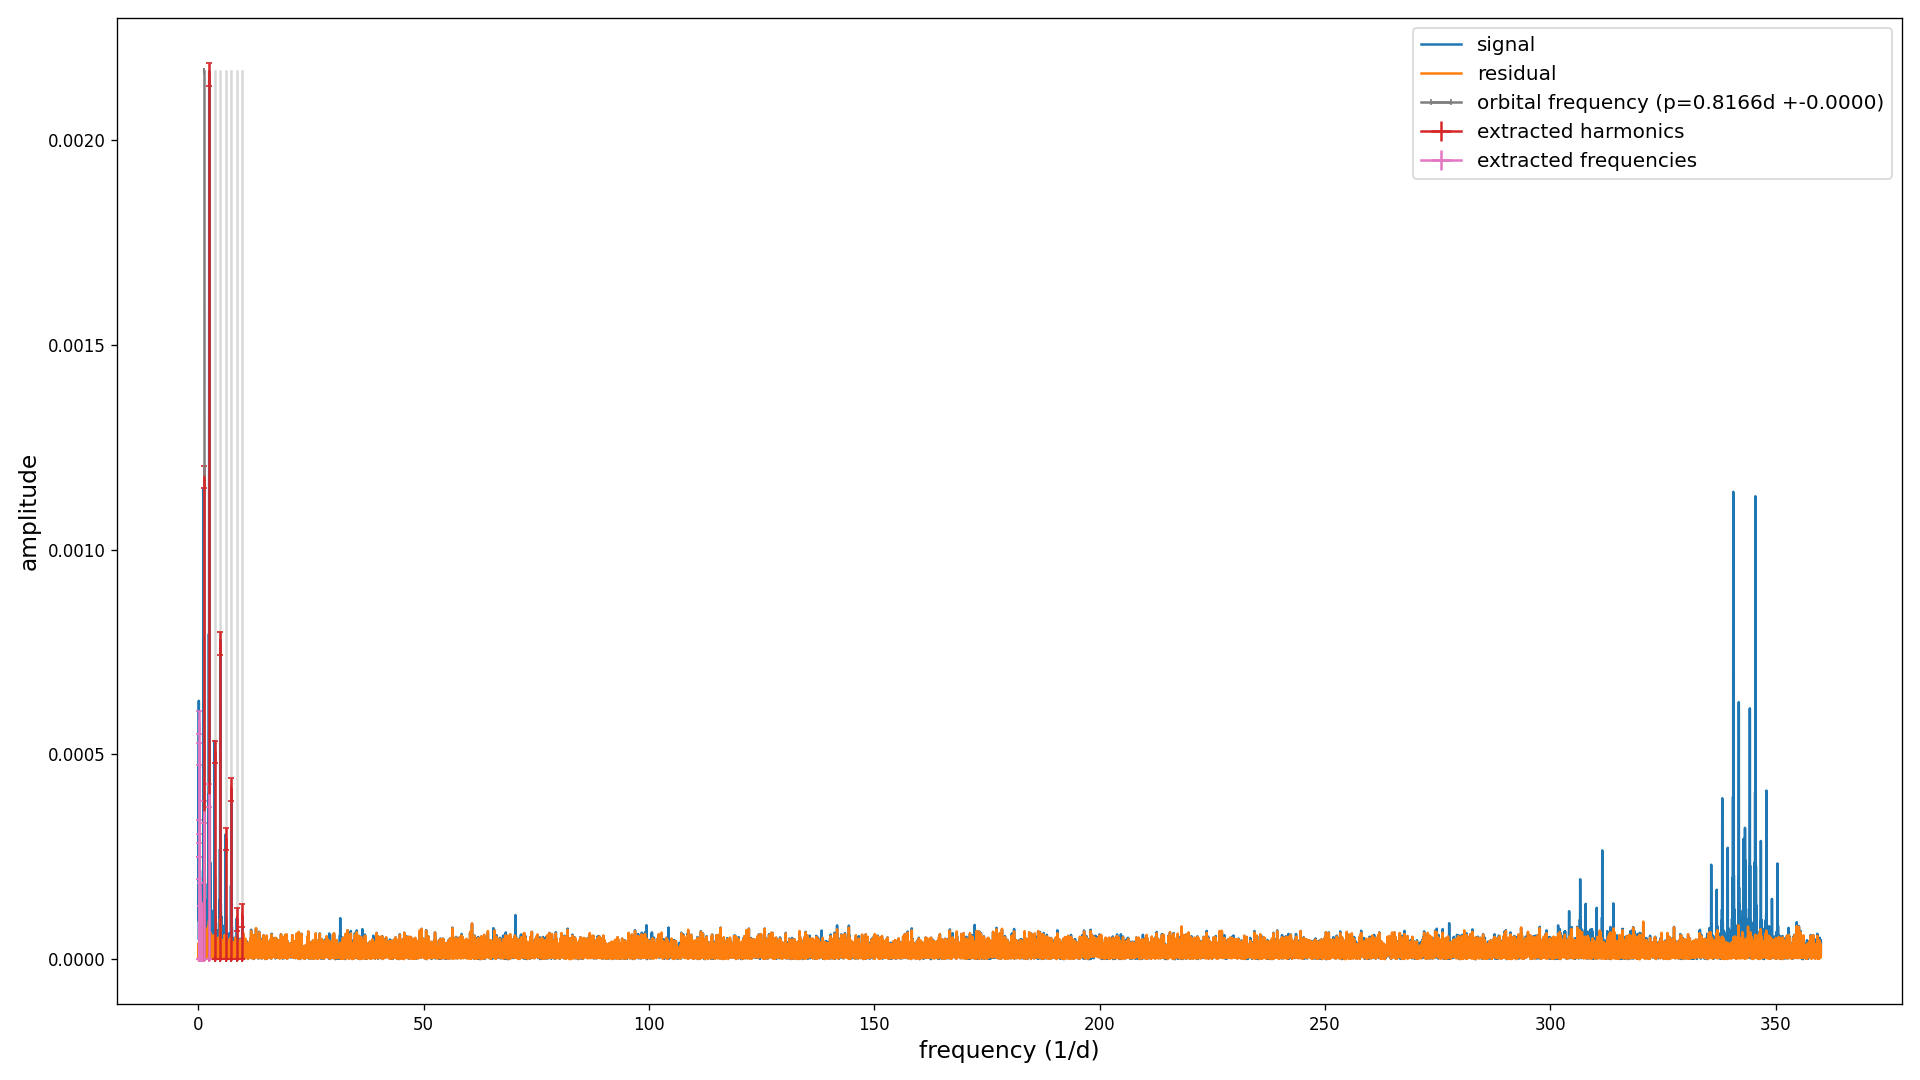 signal
residual
orbital frequency (p=0.8166d +-0.0000)
extracted harmonics
extracted frequencies
amplitude
0.0020
0.0015
0.0010
0.0005
0.0000
0 50 100 150 200 250 300 350
frequency (1/d)